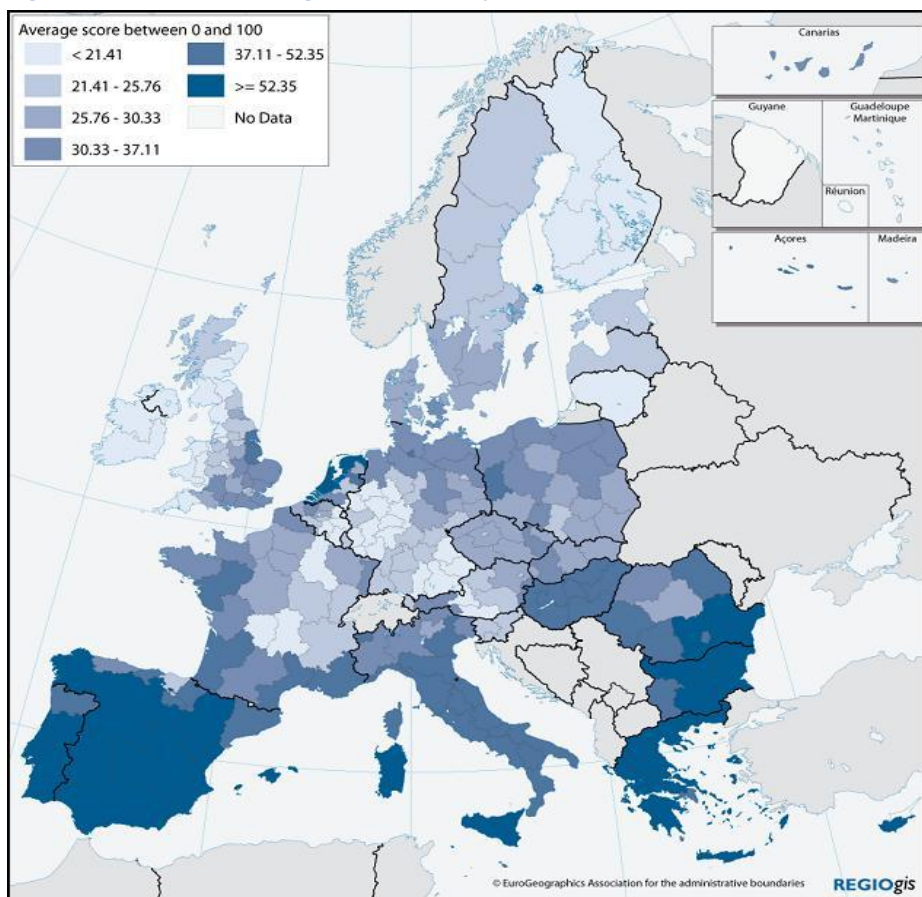 Average score between 0 and 100
< 21.41
21.41 - 25.76
25.76 - 30.33
30.33 - 37.11
37.11 - 52.35
>= 52.35
No Data
Canarias
Guyane
Guadeloupe
Martinique
Réunion
Açores
Madeira
© EuroGeographics Association for the administrative boundaries
REGIOgis